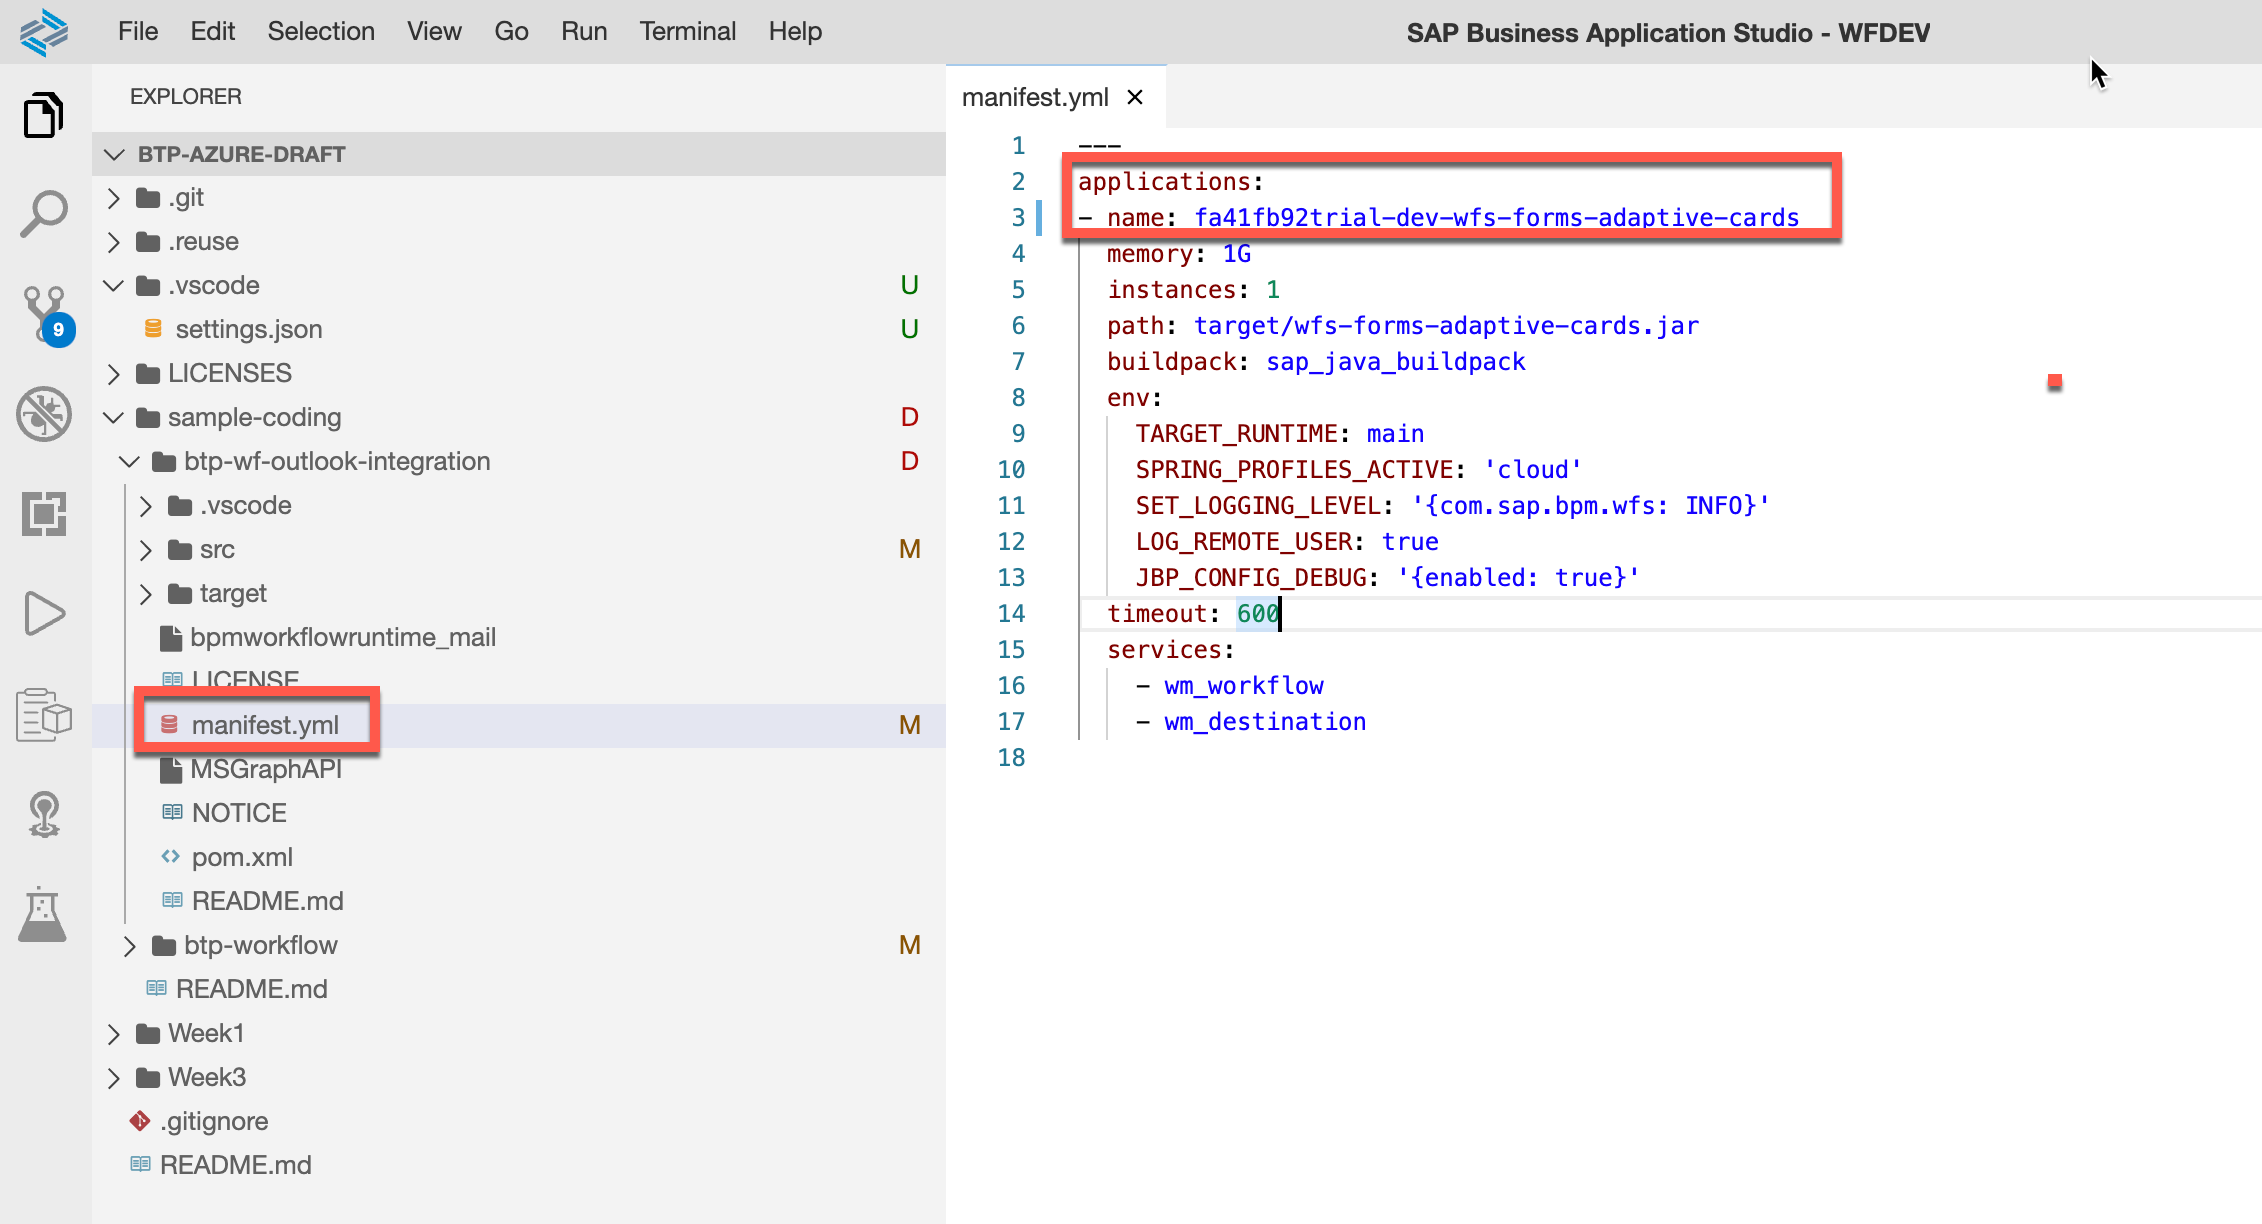 File Edit Selection View Go Run Terminal Help
SAP Business Application Studio - WFDEV
EXPLORER
BTP-AZURE-DRAFT
.git
.reuse
.vscode U
settings.json U
9
LICENSES
sample-coding D
btp-wf-outlook-integration D
.vscode
src M
target
bpmworkflowruntime_mail
LICENSE
manifest.yml M
MSGraphAPI
NOTICE
pom.xml
README.md
btp-workflow M
README.md
Week1
Week3
.gitignore
README.md
manifest.yml
1 ---
2 applications:
3 - name: fa41fb92trial-dev-wfs-forms-adaptive-cards
4 memory: 1G
5 instances: 1
6 path: target/wfs-forms-adaptive-cards.jar
7 buildpack: sap_java_buildpack
8 env:
9 TARGET_RUNTIME: main
10 SPRING_PROFILES_ACTIVE: 'cloud'
11 SET_LOGGING_LEVEL: '{com.sap.bpm.wfs: INFO}'
12 LOG_REMOTE_USER: true
13 JBP_CONFIG_DEBUG: '{enabled: true}'
14 timeout: 600
15 services:
16 - wm_workflow
17 - wm_destination
18